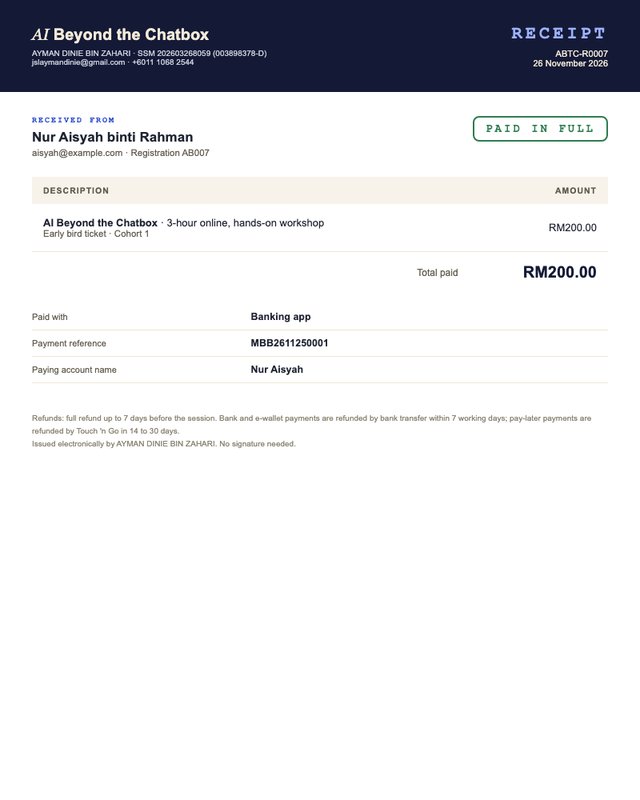 AI Beyond the Chatbox
AYMAN DINIE BIN ZAHARI · SSM 202603268059 (003898378-D)
jslaymandinie@gmail.com · +6011 1068 2544
RECEIPT
ABTC-R0007
26 November 2026
RECEIVED FROM
Nur Aisyah binti Rahman
aisyah@example.com · Registration AB007
PAID IN FULL
DESCRIPTION AMOUNT
AI Beyond the Chatbox · 3-hour online, hands-on workshop
Early bird ticket · Cohort 1
RM200.00
Total paid RM200.00
Paid with Banking app
Payment reference MBB2611250001
Paying account name Nur Aisyah
Refunds: full refund up to 7 days before the session. Bank and e-wallet payments are refunded by bank transfer within 7 working days; pay-later payments are
refunded by Touch 'n Go in 14 to 30 days.
Issued electronically by AYMAN DINIE BIN ZAHARI. No signature needed.